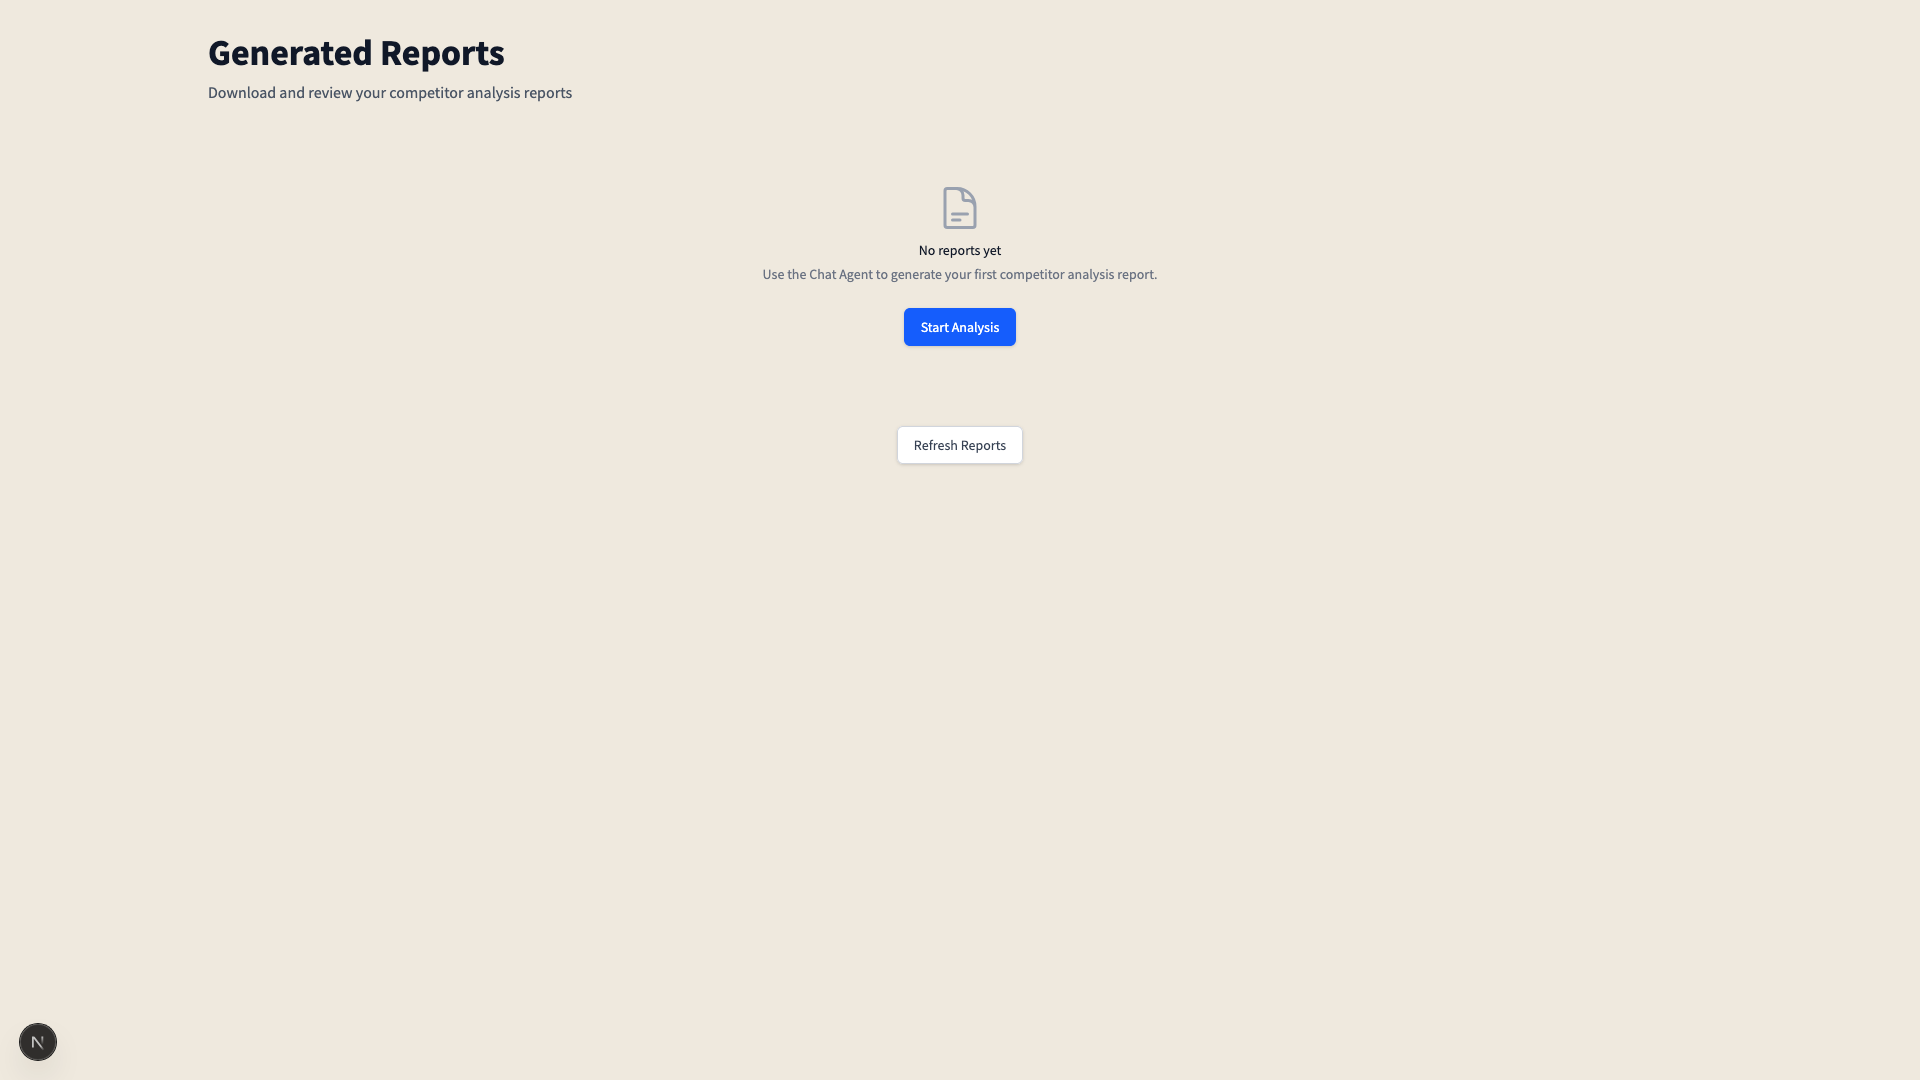 Generated Reports
Download and review your competitor analysis reports
No reports yet
Use the Chat Agent to generate your first competitor analysis report.
Start Analysis
Refresh Reports
N